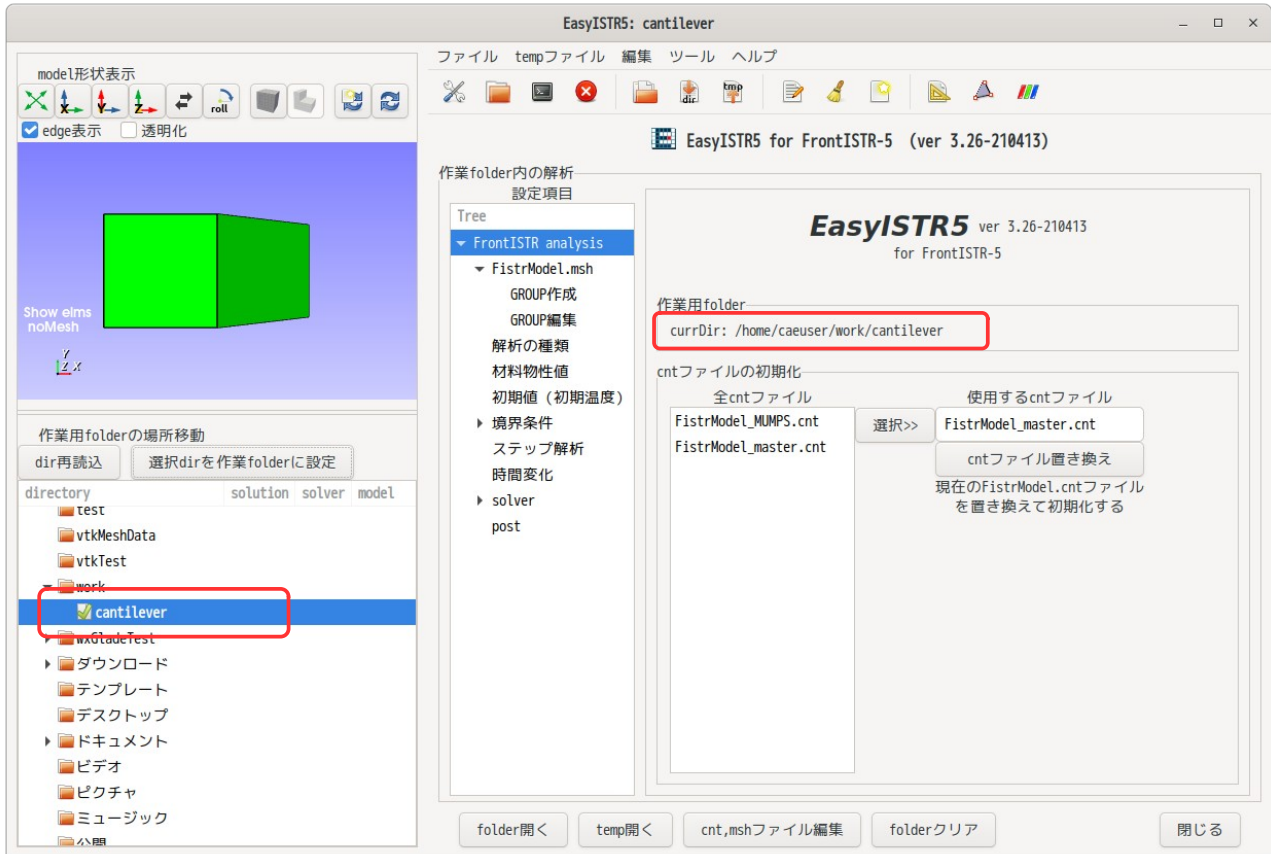 EasyISTR5: cantilever
model形状表示
X
Y
Z
roll
edge表示
透明化
Show elms
noMesh
Y
Z X
作業用folderの場所移動
dir再読込
選択dirを作業folderに設定
directory solution solver model
test
vtkMeshData
vtkTest
work
cantilever
wxGladeTest
ダウンロード
テンプレート
デスクトップ
ドキュメント
ビデオ
ピクチャ
ミュージック
公開
ファイル tempファイル 編集 ツール ヘルプ
dir
tmp
EasyISTR5 for FrontISTR-5 (ver 3.26-210413)
作業folder内の解析
設定項目
Tree
FrontISTR analysis
FistrModel.msh
GROUP作成
GROUP編集
解析の種類
材料物性値
初期値 (初期温度)
境界条件
ステップ解析
時間変化
solver
post
EasyISTR5 ver 3.26-210413
for FrontISTR-5
作業用folder
currDir: /home/caeuser/work/cantilever
cntファイルの初期化
全cntファイル
FistrModel_MUMPS.cnt
FistrModel_master.cnt
選択>>
使用するcntファイル
FistrModel_master.cnt
cntファイル置き換え
現在のFistrModel.cntファイル
を置き換えて初期化する
folder開く
temp開く
cnt,mshファイル編集
folderクリア
閉じる